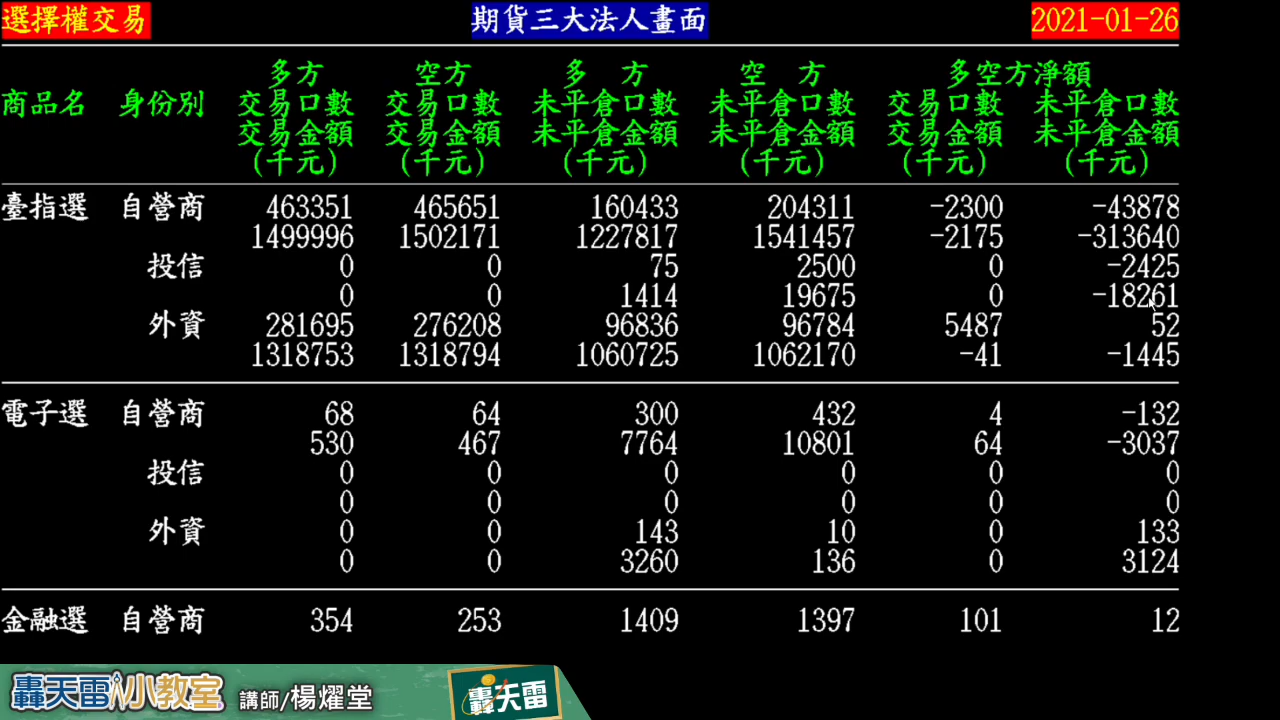 選擇權交易 期貨三大法人畫面 2021-01-26
多方 空方 多 方 空 方 多空方淨額
商品名 身份別 交易口數 交易口數 未平倉口數 未平倉口數 交易口數 未平倉口數
交易金額 交易金額 未平倉金額 未平倉金額 交易金額 未平倉金額
(千元) (千元) (千元) (千元) (千元) (千元)
臺指選 自營商 463351 465651 160433 204311 -2300 -43878
1499996 1502171 1227817 1541457 -2175 -313640
投信 0 0 75 2500 0 -2425
0 0 1414 19675 0 -18261
外資 281695 276208 96836 96784 5487 52
1318753 1318794 1060725 1062170 -41 -1445
電子選 自營商 68 64 300 432 4 -132
530 467 7764 10801 64 -3037
投信 0 0 0 0 0 0
0 0 0 0 0 0
外資 0 0 143 10 0 133
0 0 3260 136 0 3124
金融選 自營商 354 253 1409 1397 101 12
轟天雷小教室 講師/楊燿堂 轟天雷